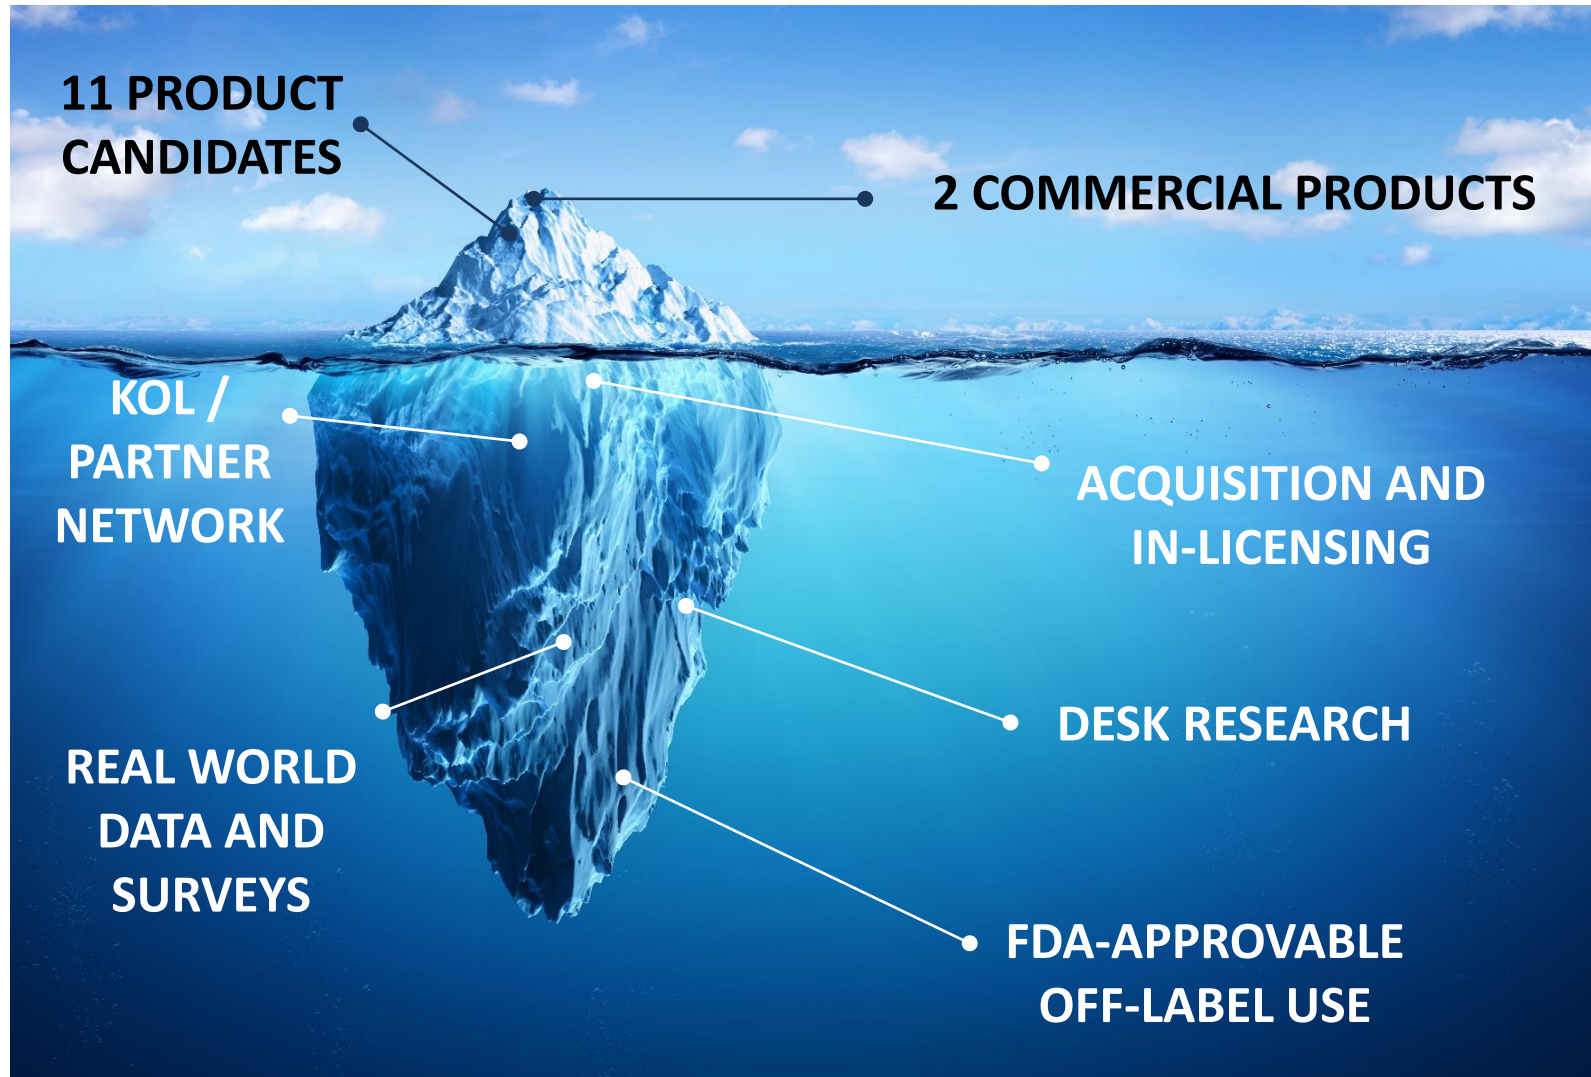 11 PRODUCT
CANDIDATES
2 COMMERCIAL PRODUCTS
KOL /
PARTNER
NETWORK
ACQUISITION AND
IN-LICENSING
REAL WORLD
DATA AND
SURVEYS
DESK RESEARCH
FDA-APPROVABLE
OFF-LABEL USE